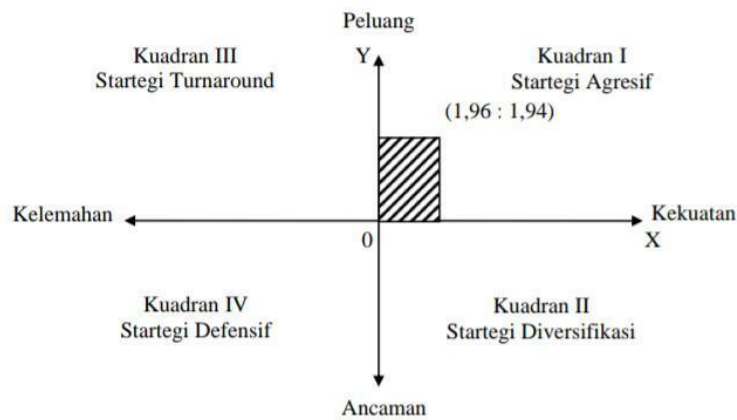 Peluang
Kuadran III
Startegi Turnaround
Y
Kuadran I
Startegi Agresif
(1,96 : 1,94)
Kelemahan
Kekuatan
0
X
Kuadran IV
Startegi Defensif
Kuadran II
Startegi Diversifikasi
Ancaman